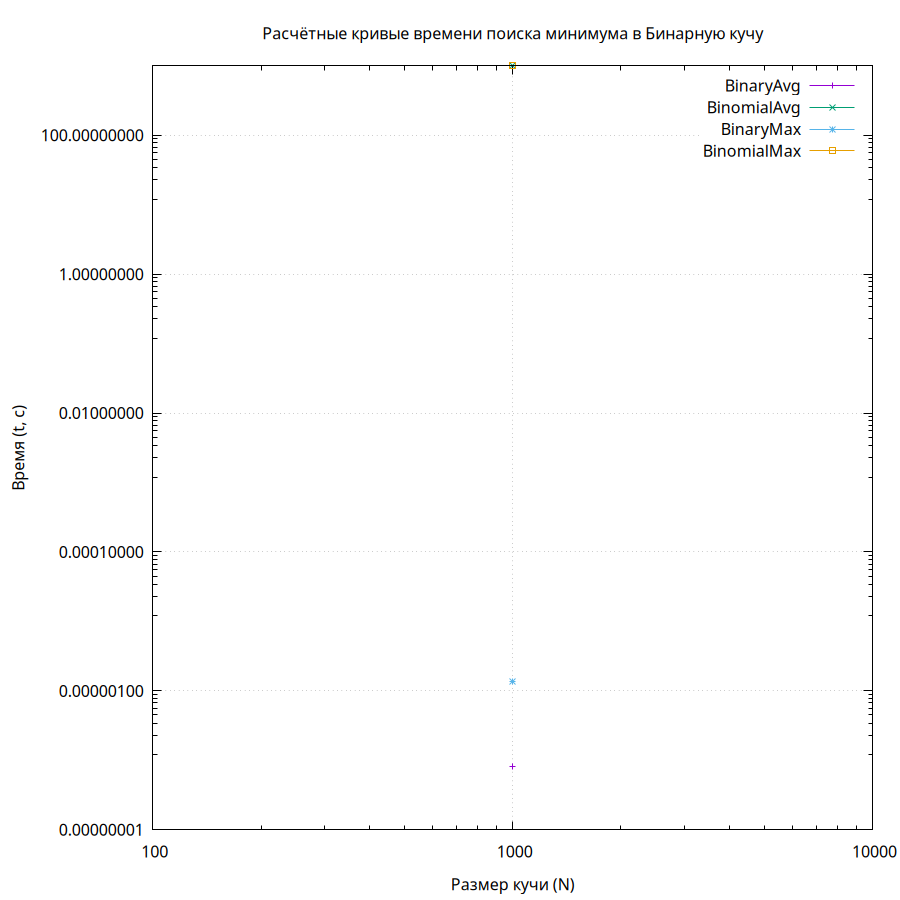 Расчётные кривые времени поиска минимума в Бинарную кучу
BinaryAvg
BinomialAvg
BinaryMax
BinomialMax
100.00000000
1.00000000
0.01000000
0.00010000
0.00000100
0.00000001
Время (t, c)
100
1000
10000
Размер кучи (N)